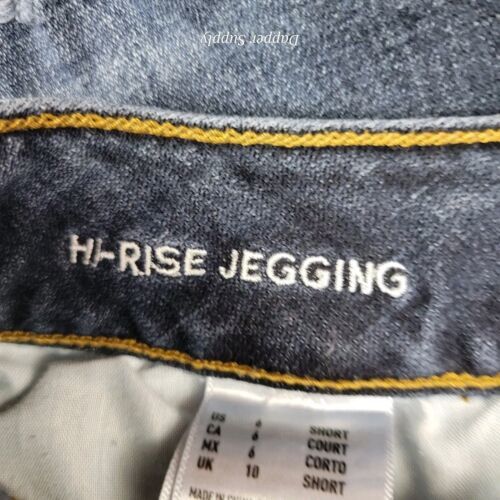 Dapper Supply
HI-RISE JEGGING
US 6 SHORT
CA 6 COURT
MX 6 CORTO
UK 10 SHORT
MADE IN